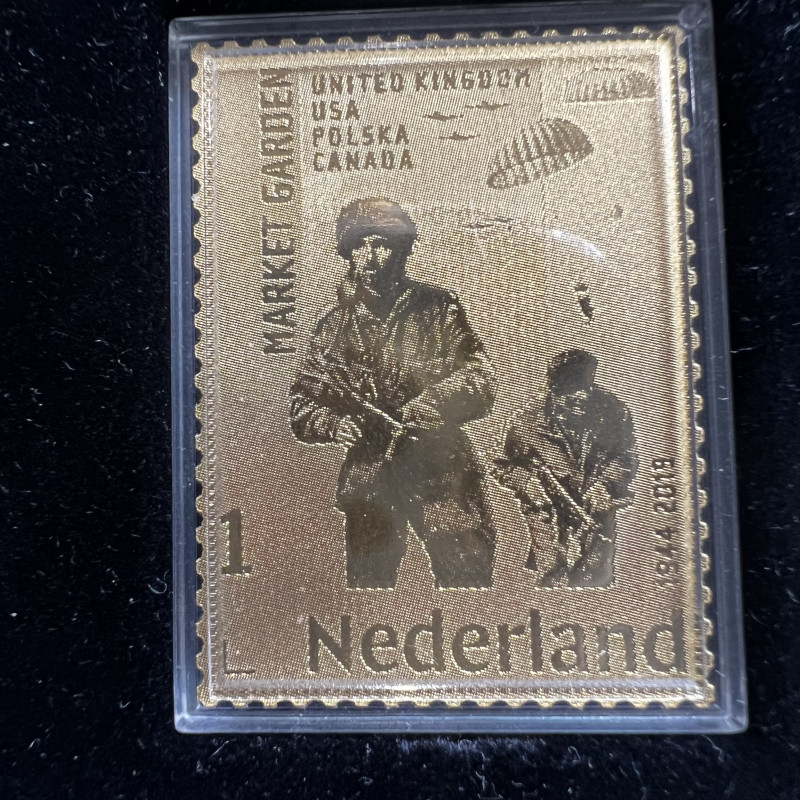 MARKET GARDEN
UNITED KINGDOM
USA
POLSKA
CANADA
1944 2019
1
L
Nederland